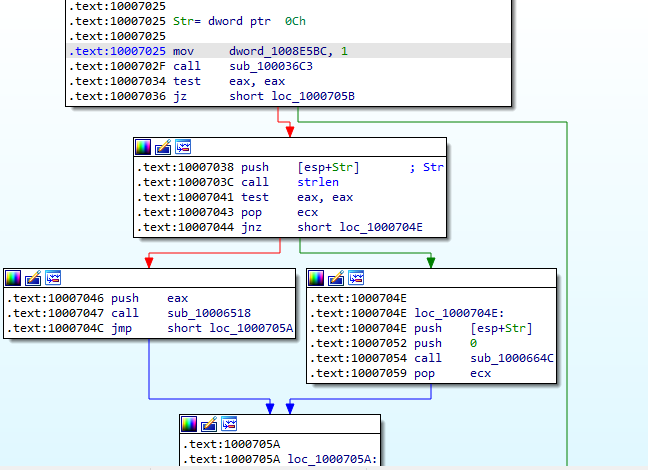 .text:10007025
.text:10007025 Str= dword ptr  0Ch
.text:10007025
.text:10007025 mov     dword_1008E5BC, 1
.text:1000702F call    sub_100036C3
.text:10007034 test    eax, eax
.text:10007036 jz      short loc_1000705B
.text:10007038 push    [esp+Str]       ; Str
.text:1000703C call    strlen
.text:10007041 test    eax, eax
.text:10007043 pop     ecx
.text:10007044 jnz     short loc_1000704E
.text:10007046 push    eax
.text:10007047 call    sub_10006518
.text:1000704C jmp     short loc_1000705A
.text:1000704E
.text:1000704E loc_1000704E:
.text:1000704E push    [esp+Str]
.text:10007052 push    0
.text:10007054 call    sub_1000664C
.text:10007059 pop     ecx
.text:1000705A
.text:1000705A loc_1000705A: